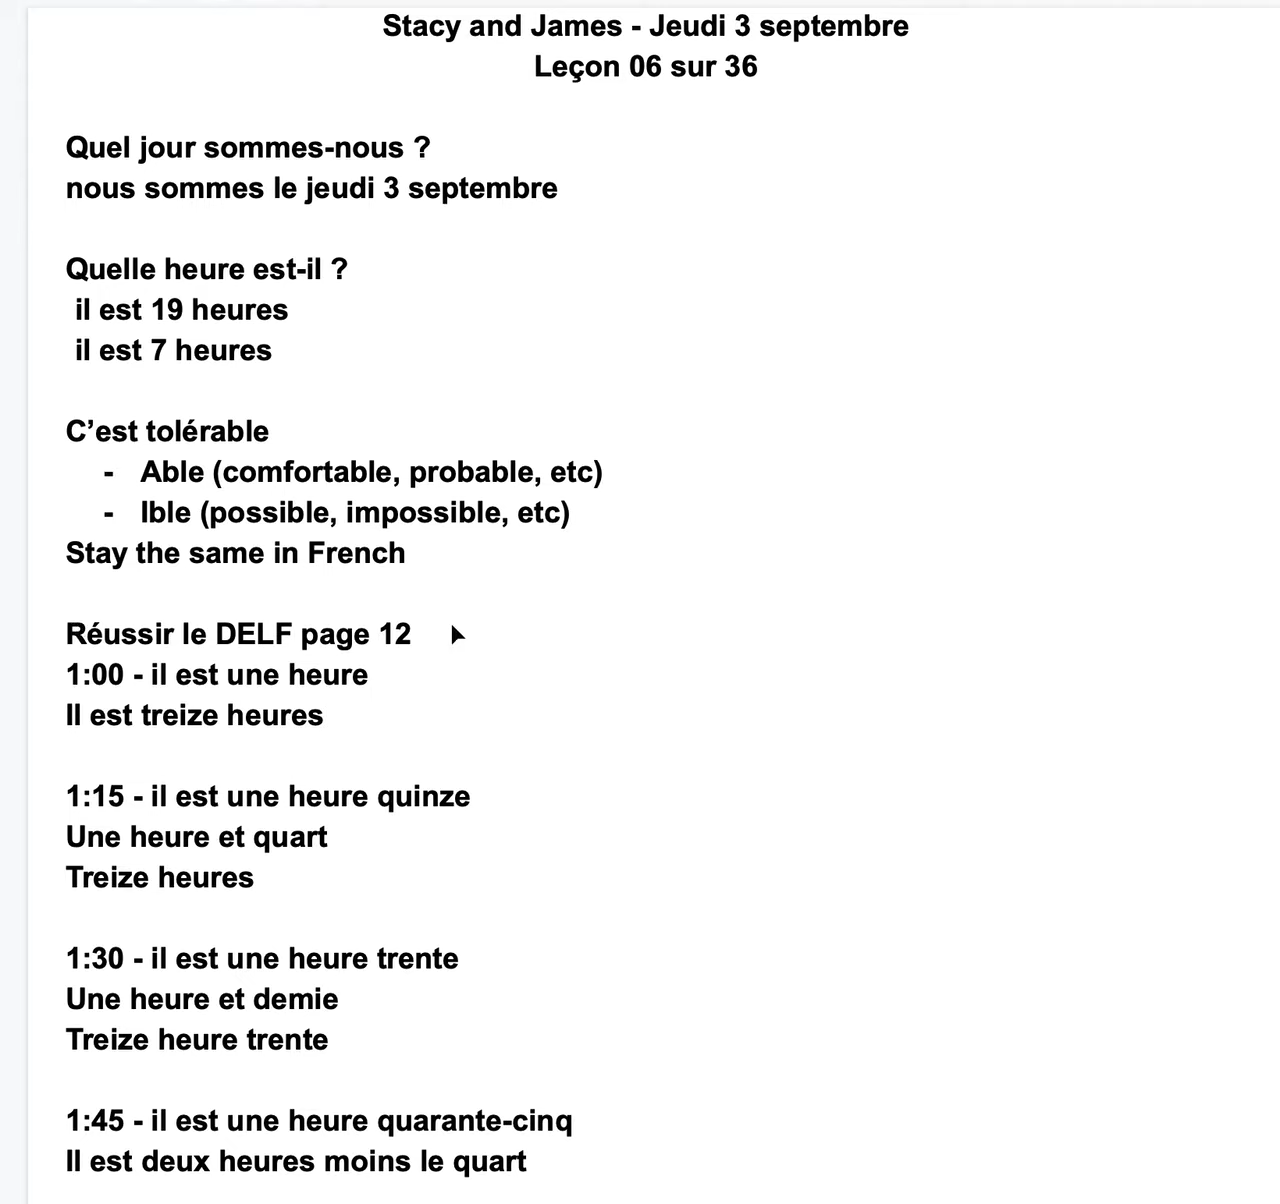 Stacy and James - Jeudi 3 septembre
Leçon 06 sur 36
Quel jour sommes-nous ?
nous sommes le jeudi 3 septembre
Quelle heure est-il ?
il est 19 heures
il est 7 heures
C’est tolérable
- Able (comfortable, probable, etc)
- Ible (possible, impossible, etc)
Stay the same in French
Réussir le DELF page 12
1:00 - il est une heure
Il est treize heures
1:15 - il est une heure quinze
Une heure et quart
Treize heures
1:30 - il est une heure trente
Une heure et demie
Treize heure trente
1:45 - il est une heure quarante-cinq
Il est deux heures moins le quart